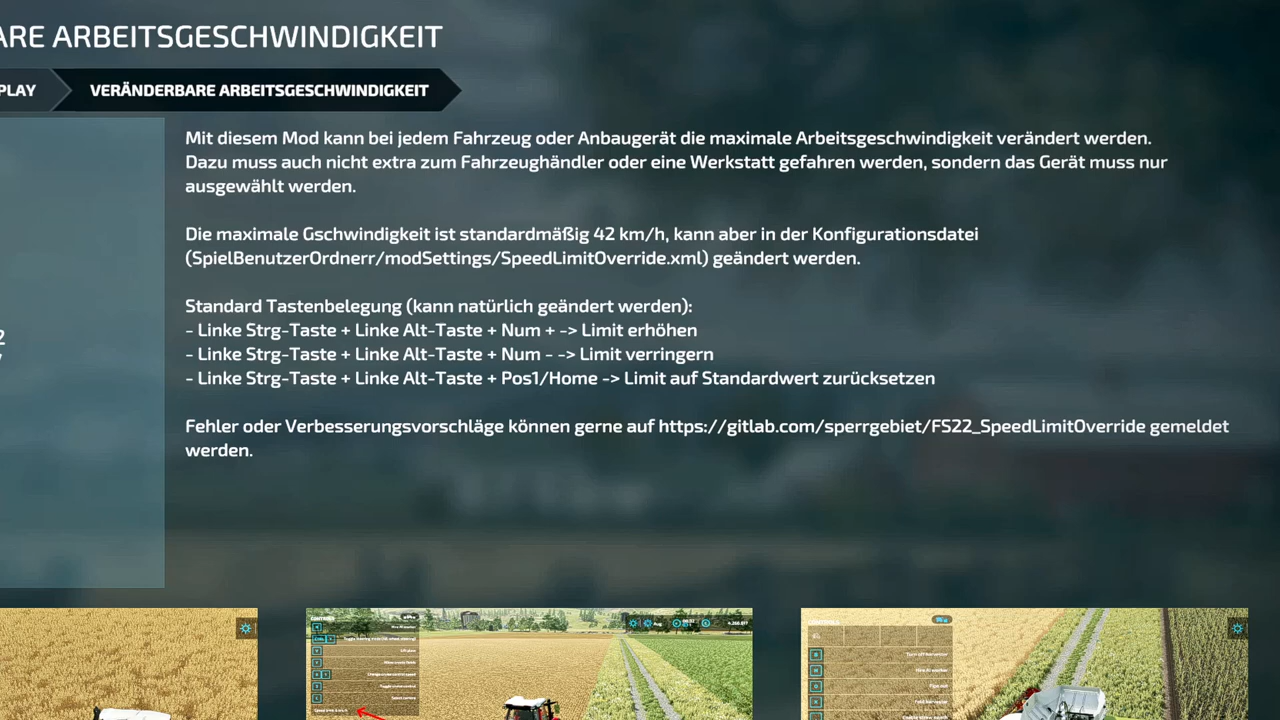 ARE ARBEITSGESCHWINDIGKEIT
PLAY
VERÄNDERBARE ARBEITSGESCHWINDIGKEIT
Mit diesem Mod kann bei jedem Fahrzeug oder Anbaugerät die maximale Arbeitsgeschwindigkeit verändert werden.
Dazu muss auch nicht extra zum Fahrzeughändler oder eine Werkstatt gefahren werden, sondern das Gerät muss nur
ausgewählt werden.
Die maximale Gschwindigkeit ist standardmäßig 42 km/h, kann aber in der Konfigurationsdatei
(SpielBenutzerOrdnerr/modSettings/SpeedLimitOverride.xml) geändert werden.
Standard Tastenbelegung (kann natürlich geändert werden):
- Linke Strg-Taste + Linke Alt-Taste + Num + -> Limit erhöhen
- Linke Strg-Taste + Linke Alt-Taste + Num - -> Limit verringern
- Linke Strg-Taste + Linke Alt-Taste + Pos1/Home -> Limit auf Standardwert zurücksetzen
Fehler oder Verbesserungsvorschläge können gerne auf https://gitlab.com/sperrgebiet/FS22_SpeedLimitOverride gemeldet
werden.